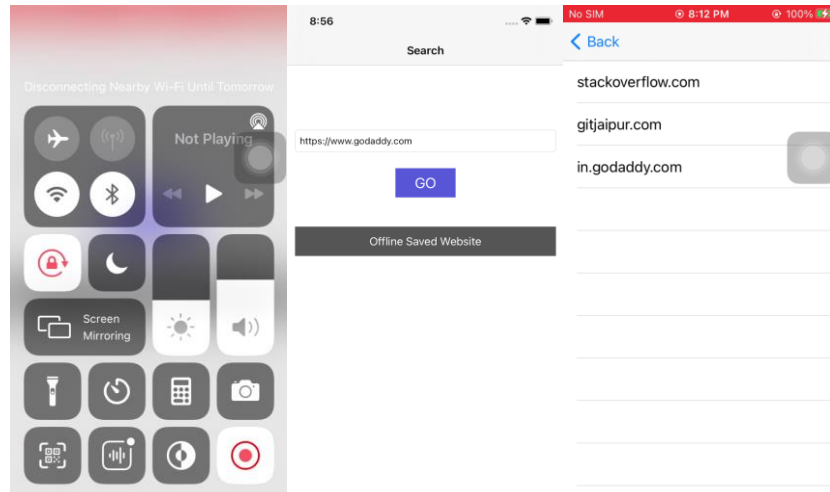 Disconnecting Nearby Wi-Fi Until Tomorrow
Not Playing
Screen
Mirroring
8:56
Search
https://www.godaddy.com
GO
Offline Saved Website
No SIM 8:12 PM 100%
Back
stackoverflow.com
gitjaipur.com
in.godaddy.com